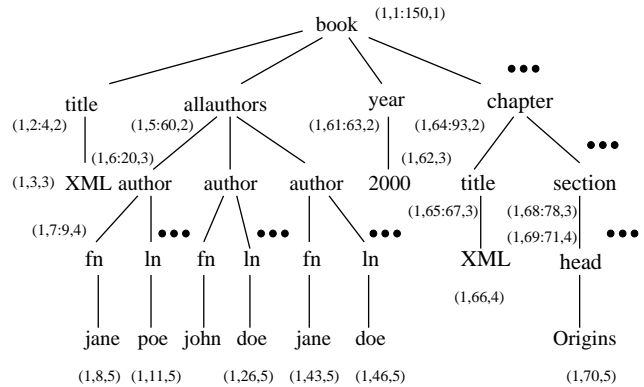 book (1,1:150,1)
title allauthors year chapter
(1,2:4,2) (1,5:60,2) (1,61:63,2) (1,64:93,2)
(1,6:20,3) (1,62,3)
(1,3,3) XML author author author 2000 title section
(1,65:67,3) (1,68:78,3)
(1,7:9,4) (1,69:71,4)
fn ln fn ln fn ln XML head
(1,66,4)
jane poe john doe jane doe Origins
(1,8,5) (1,11,5) (1,26,5) (1,43,5) (1,46,5) (1,70,5)